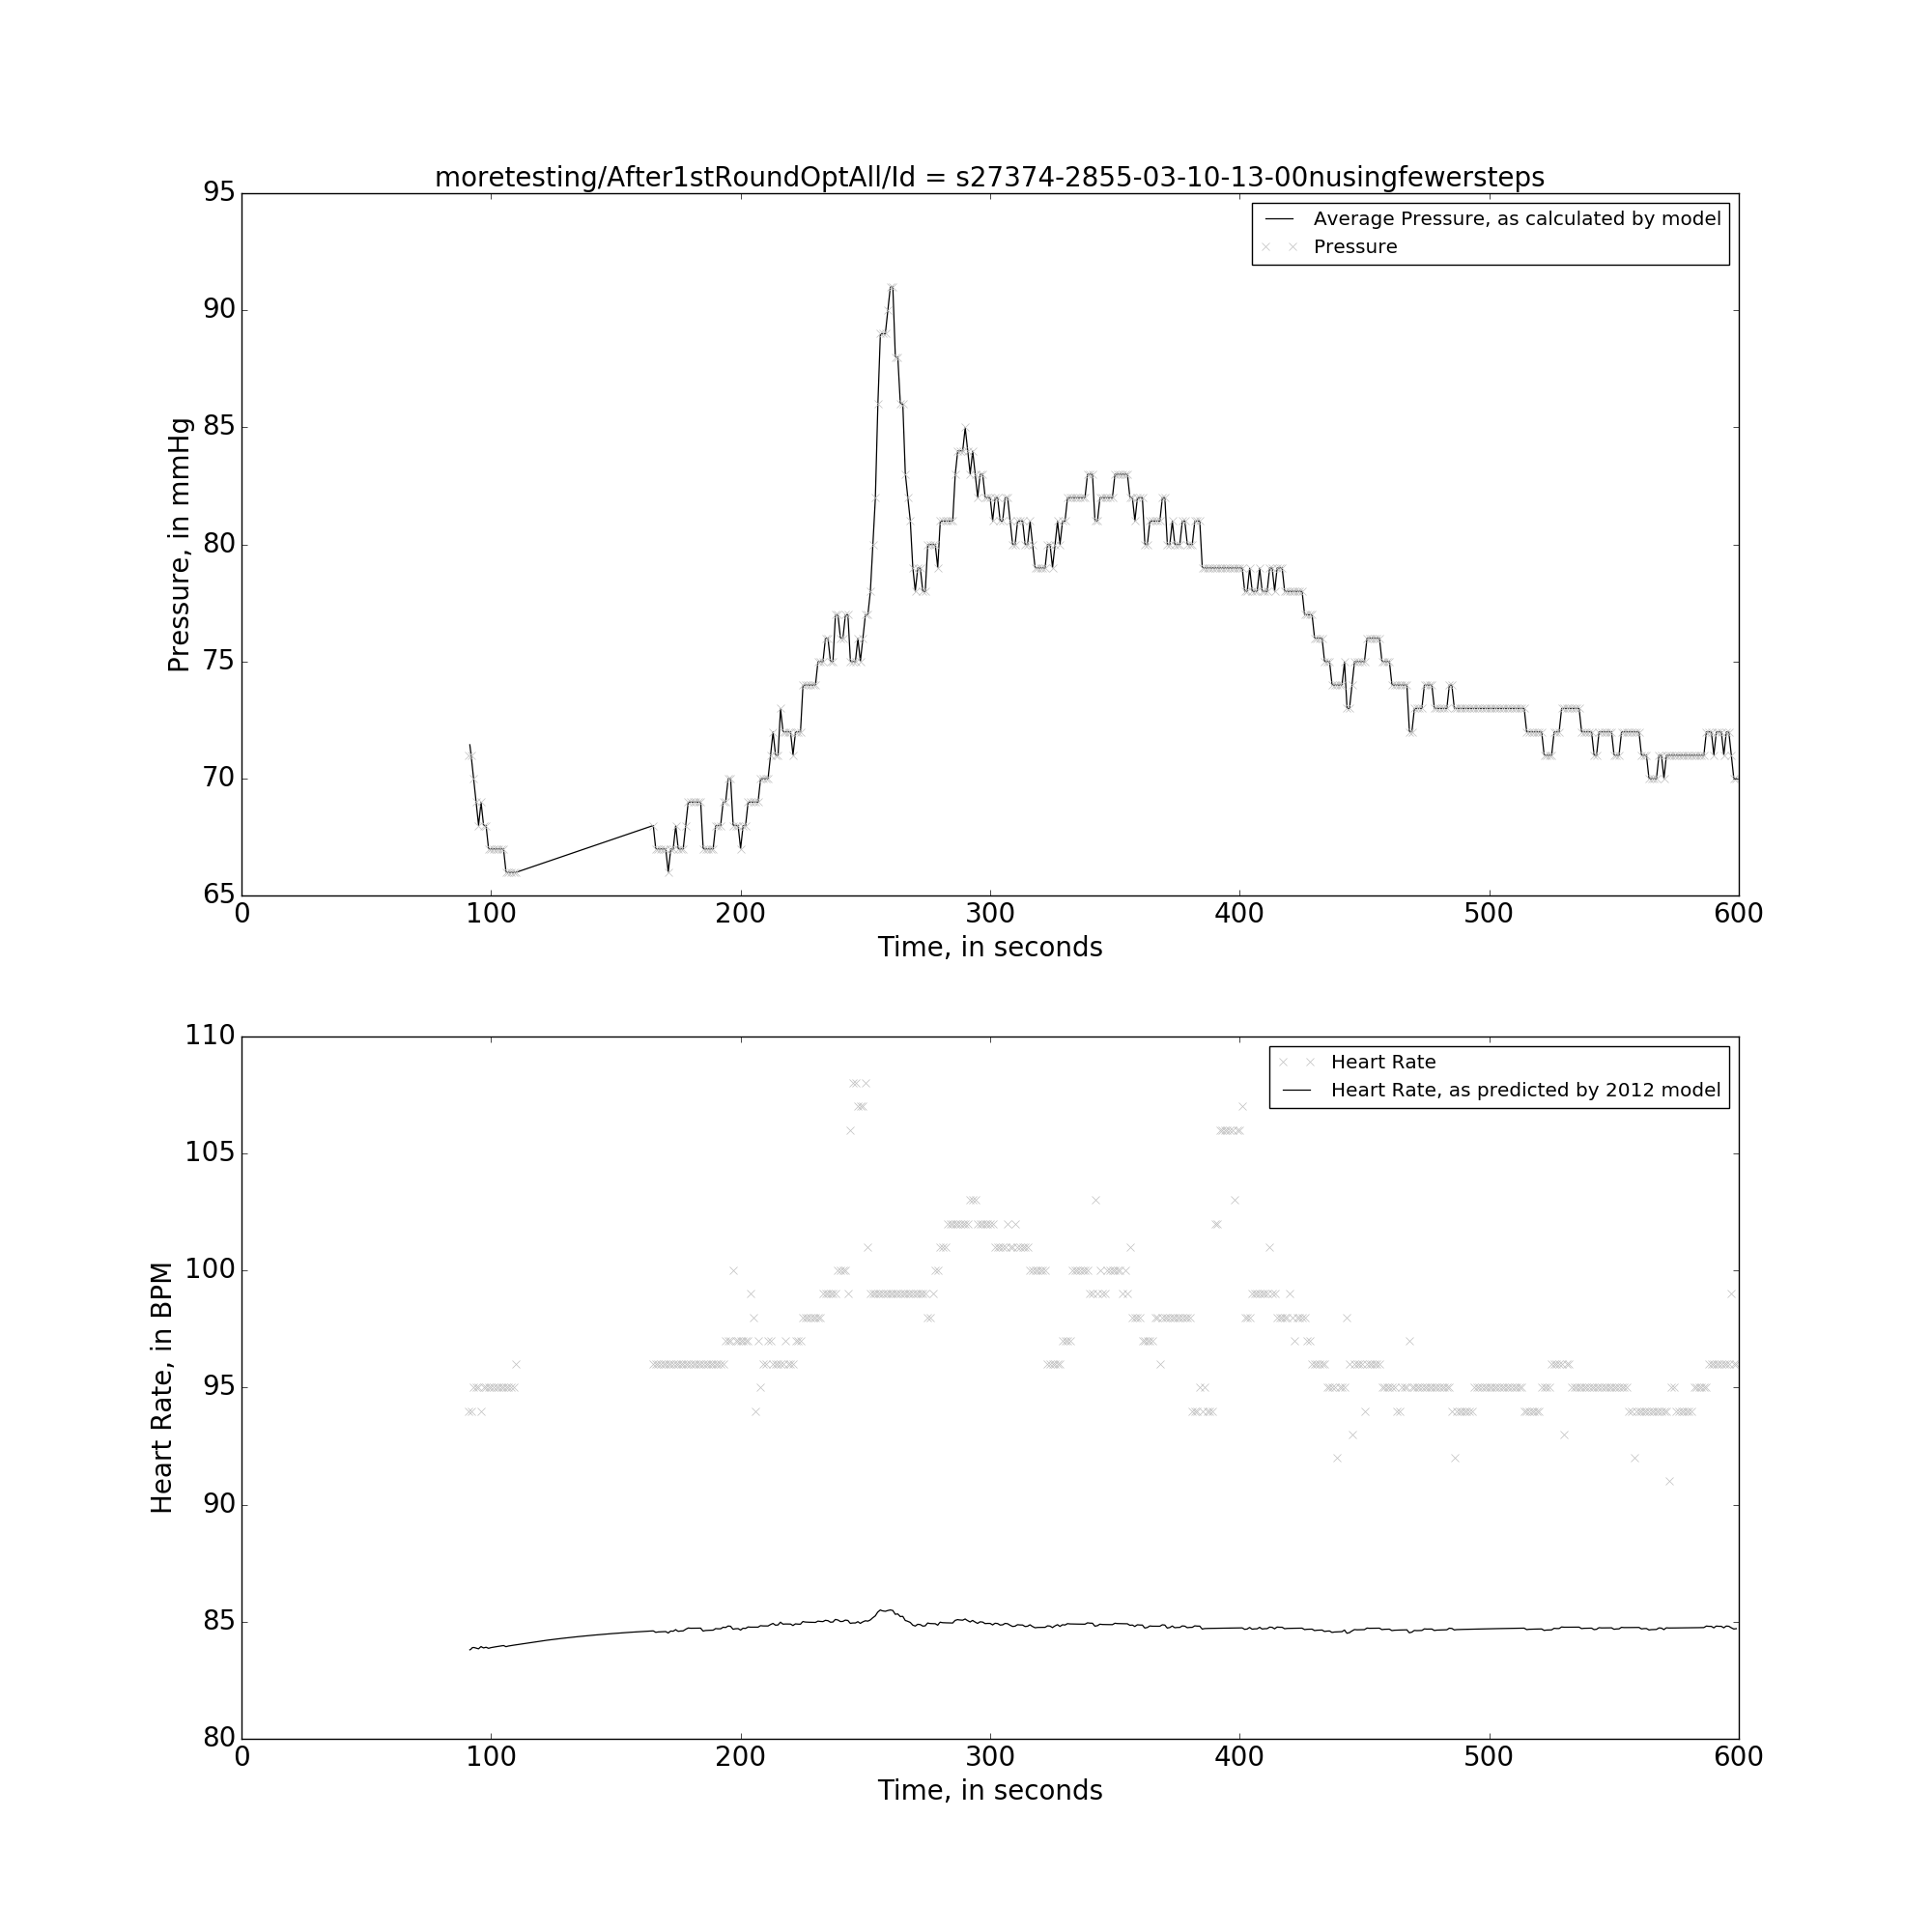 moretesting/After1stRoundOptAll/Id = s27374-2855-03-10-13-00nusingfewersteps
95
90
85
80
75
70
65
Pressure, in mmHg
Average Pressure, as calculated by model
Pressure
0 100 200 300 400 500 600
Time, in seconds
110
105
100
95
90
85
80
Heart Rate, in BPM
Heart Rate
Heart Rate, as predicted by 2012 model
0 100 200 300 400 500 600
Time, in seconds